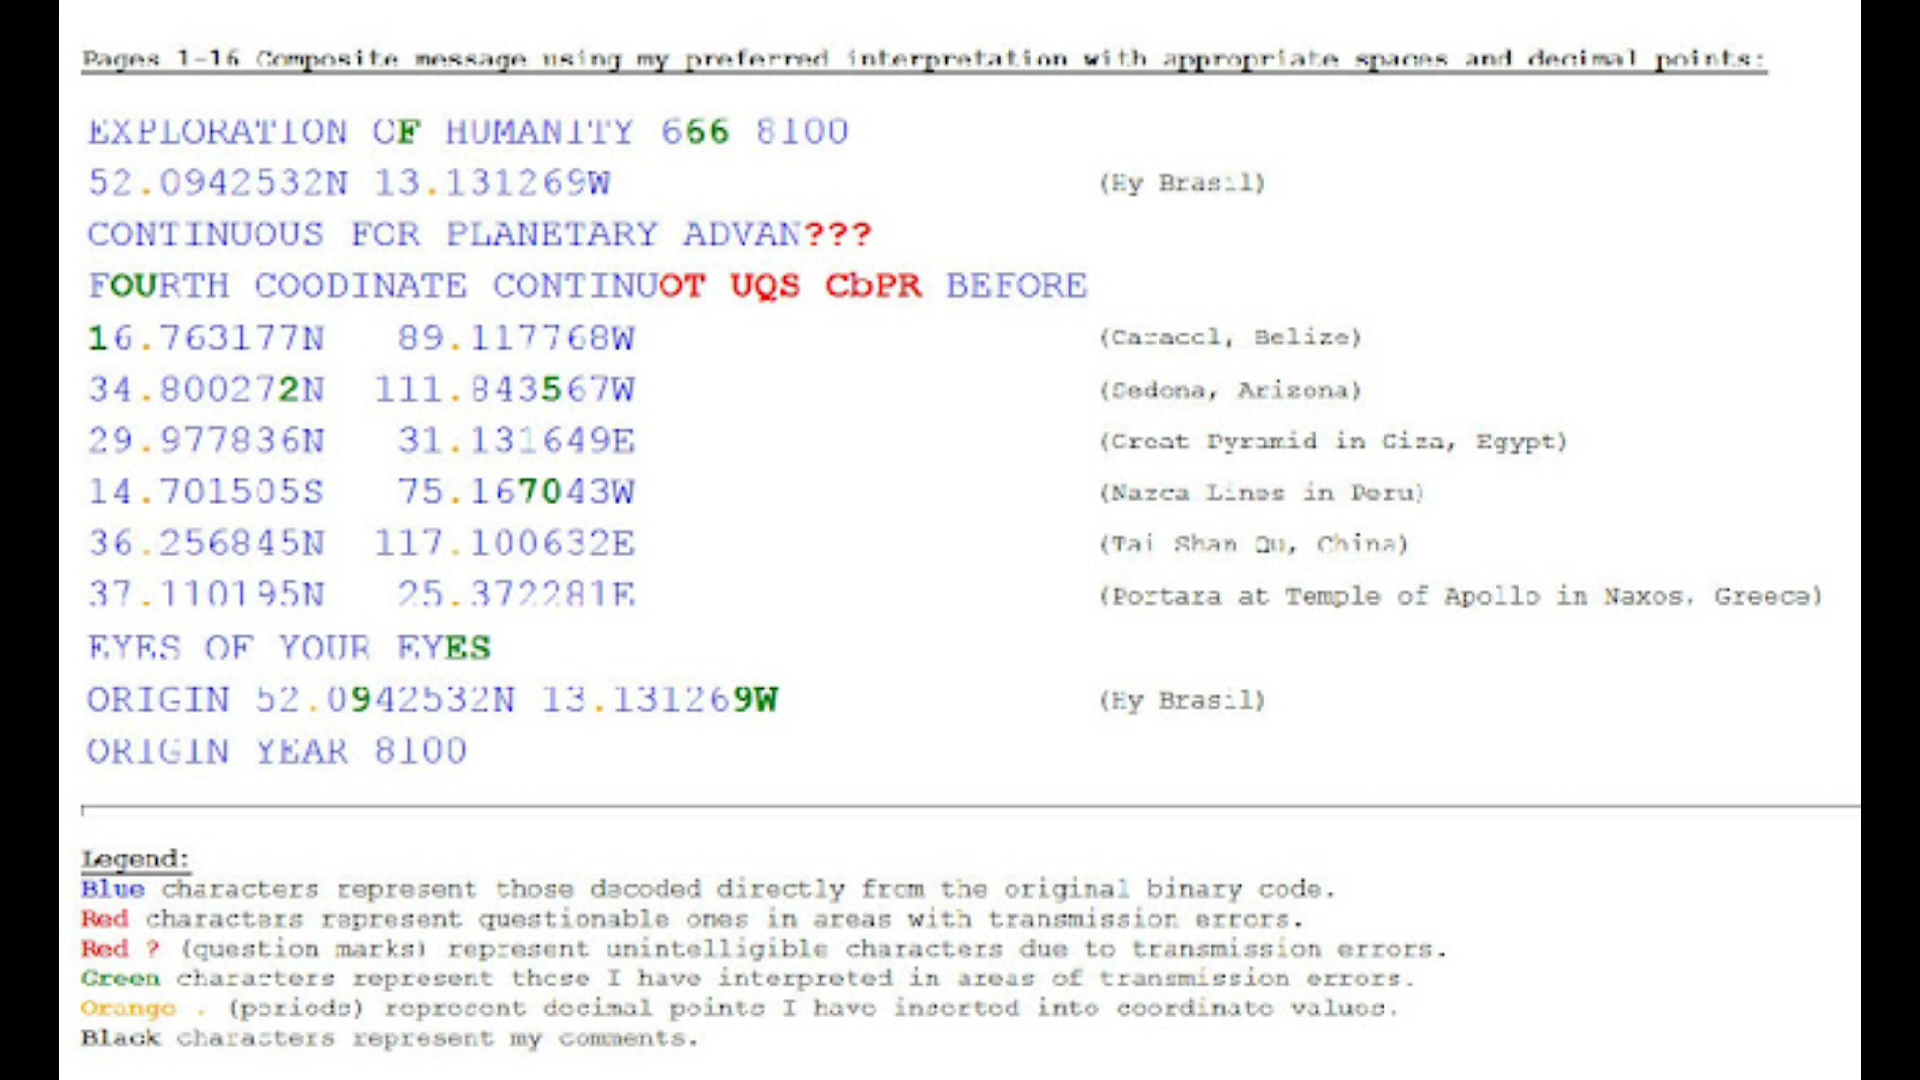 Pages 1-16 Composite message using my preferred interpretation with appropriate spaces and decimal points:
EXPLORATION OF HUMANITY 666 8100
52.0942532N 13.131269W (Hy Brasil)
CONTINUOUS FOR PLANETARY ADVAN???
FOURTH COODINATE CONTINUOT UQS CbPR BEFORE
16.763177N 89.117768W (Caracol, Belize)
34.800272N 111.843567W (Sedona, Arizona)
29.977836N 31.131649E (Great Pyramid in Giza, Egypt)
14.701505S 75.167043W (Nazca Lines in Peru)
36.256845N 117.100632E (Tai Shan Qu, China)
37.110195N 25.372281E (Portara at Temple of Apollo in Naxos, Greece)
EYES OF YOUR EYES
ORIGIN 52.0942532N 13.131269W (Hy Brasil)
ORIGIN YEAR 8100
Legend:
Blue characters represent those decoded directly from the original binary code.
Red characters represent questionable ones in areas with transmission errors.
Red ? (question marks) represent unintelligible characters due to transmission errors.
Green characters represent those I have interpreted in areas of transmission errors.
Orange . (periods) represent decimal points I have inserted into coordinate values.
Black characters represent my comments.